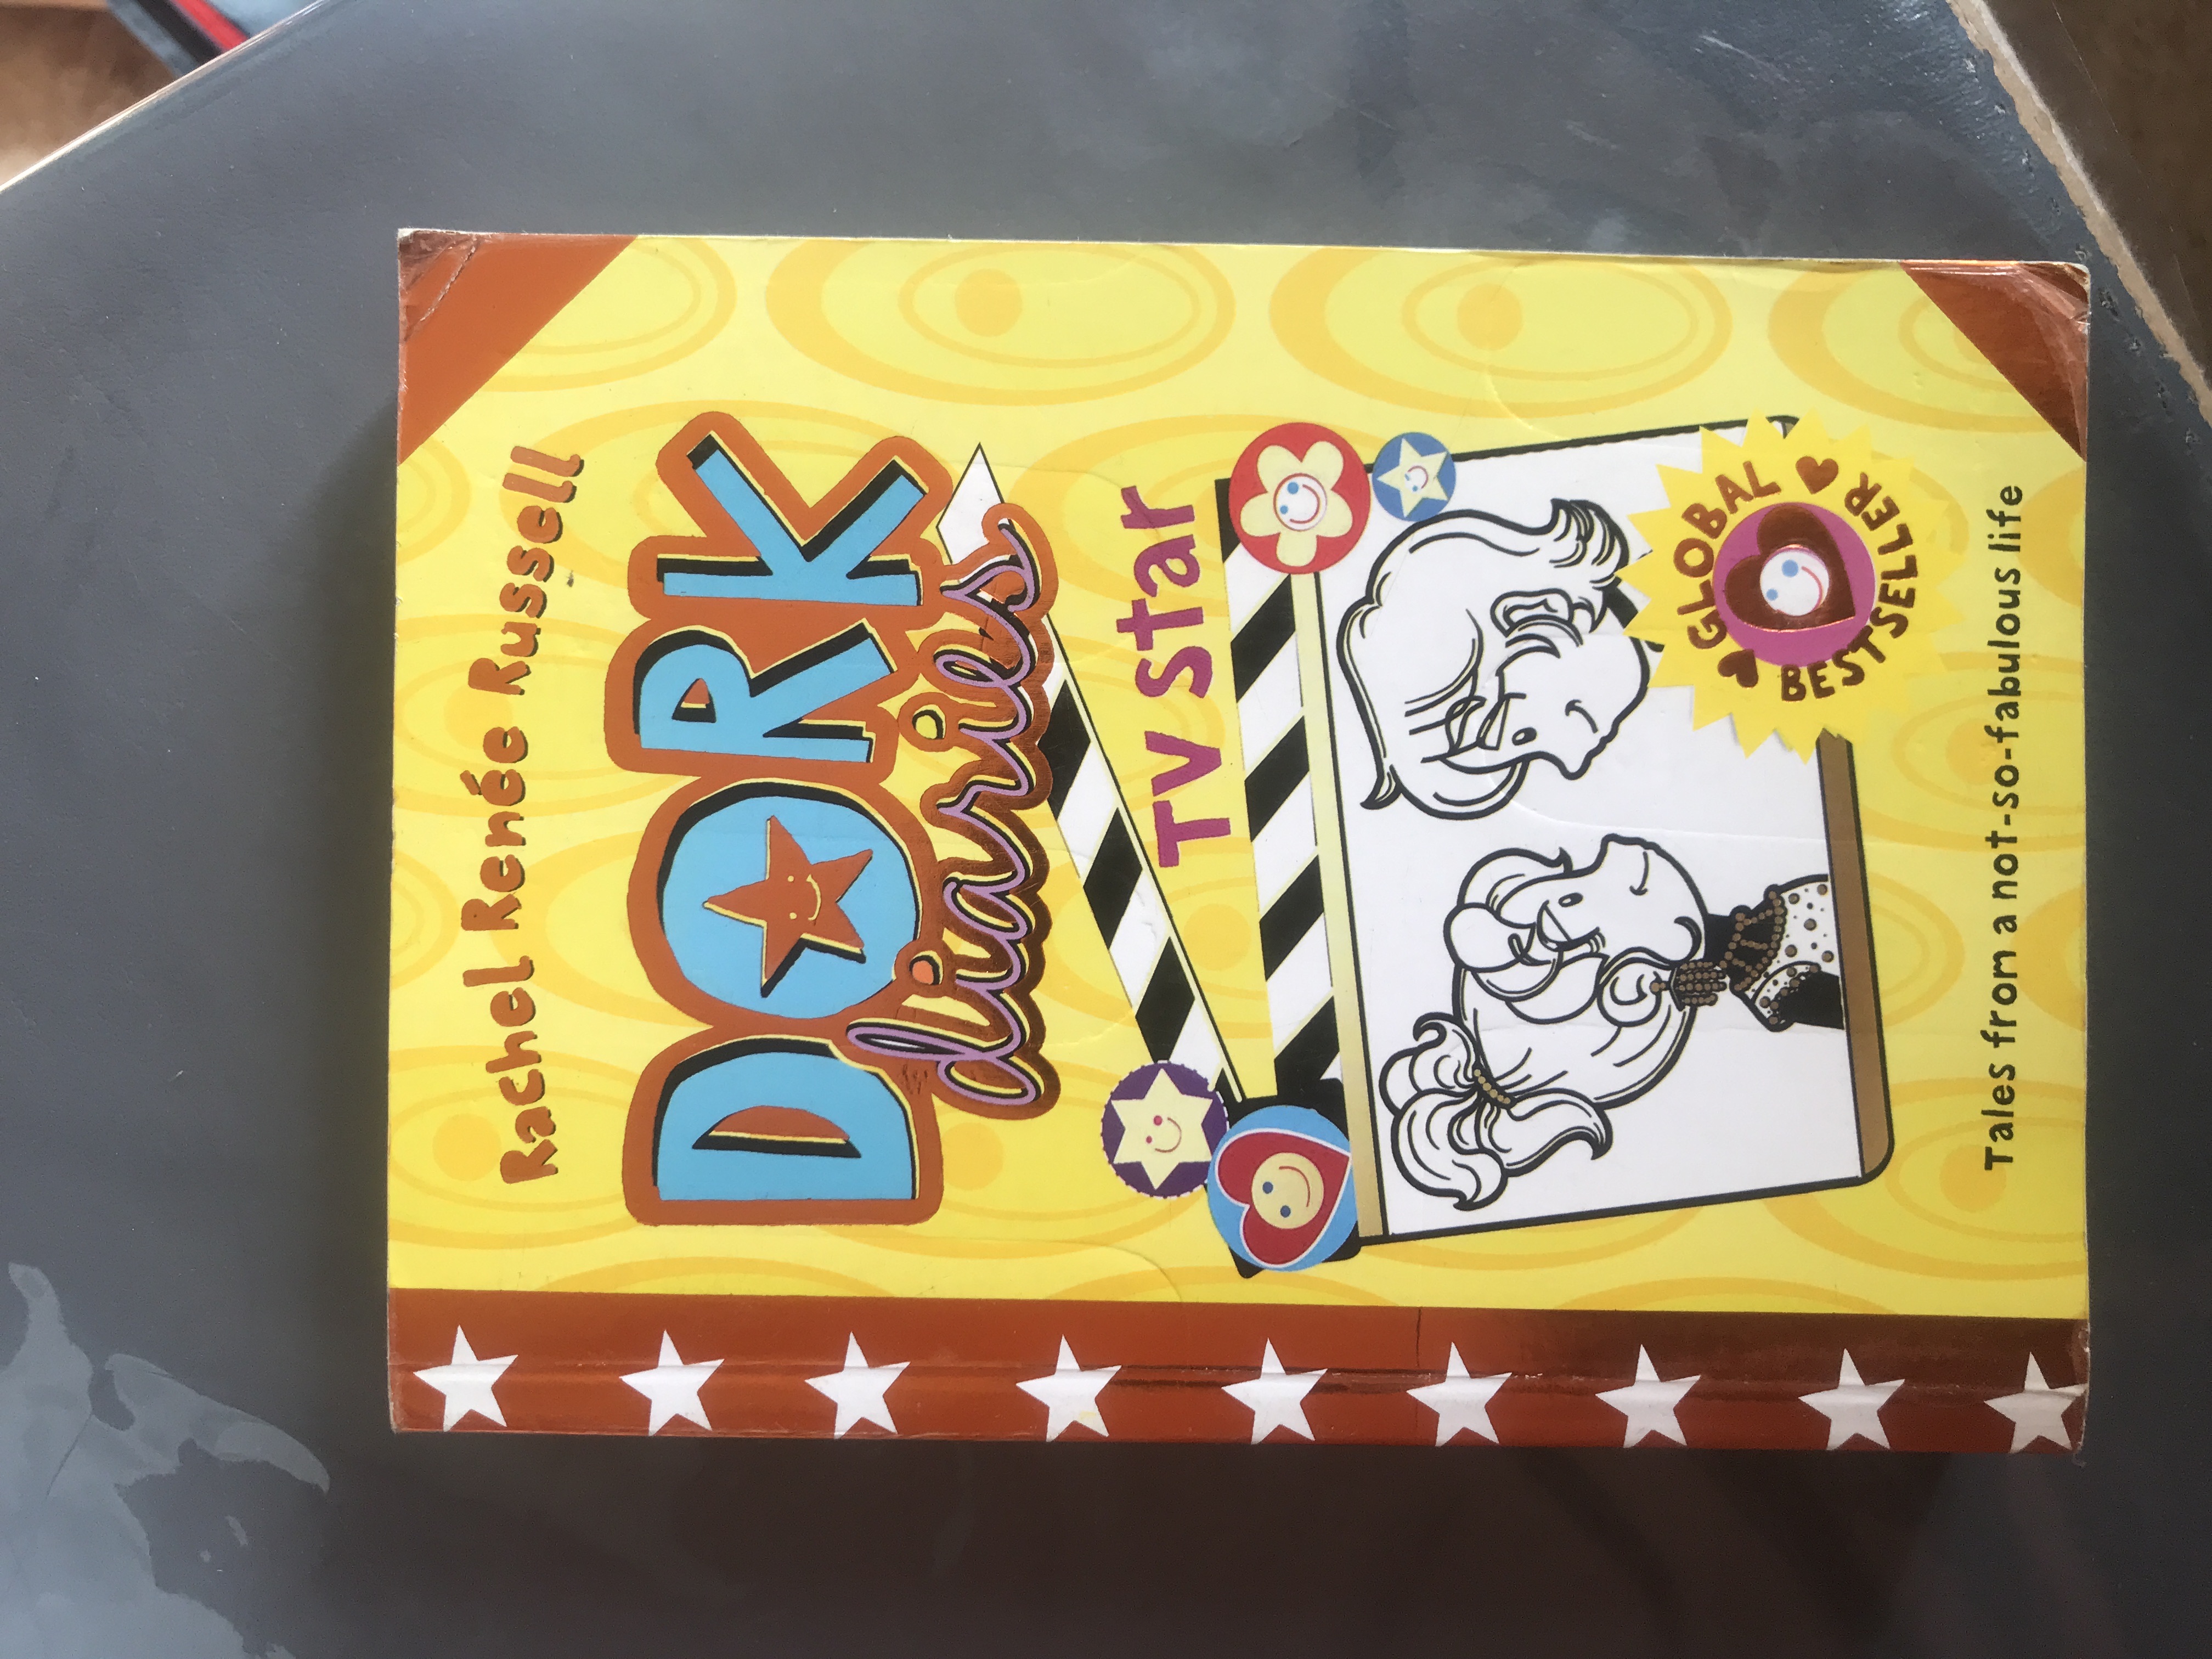 Rachel Renée Russell
DORK
diaries
TV Star
GLOBAL
BESTSELLER
Tales from a not-so-fabulous life